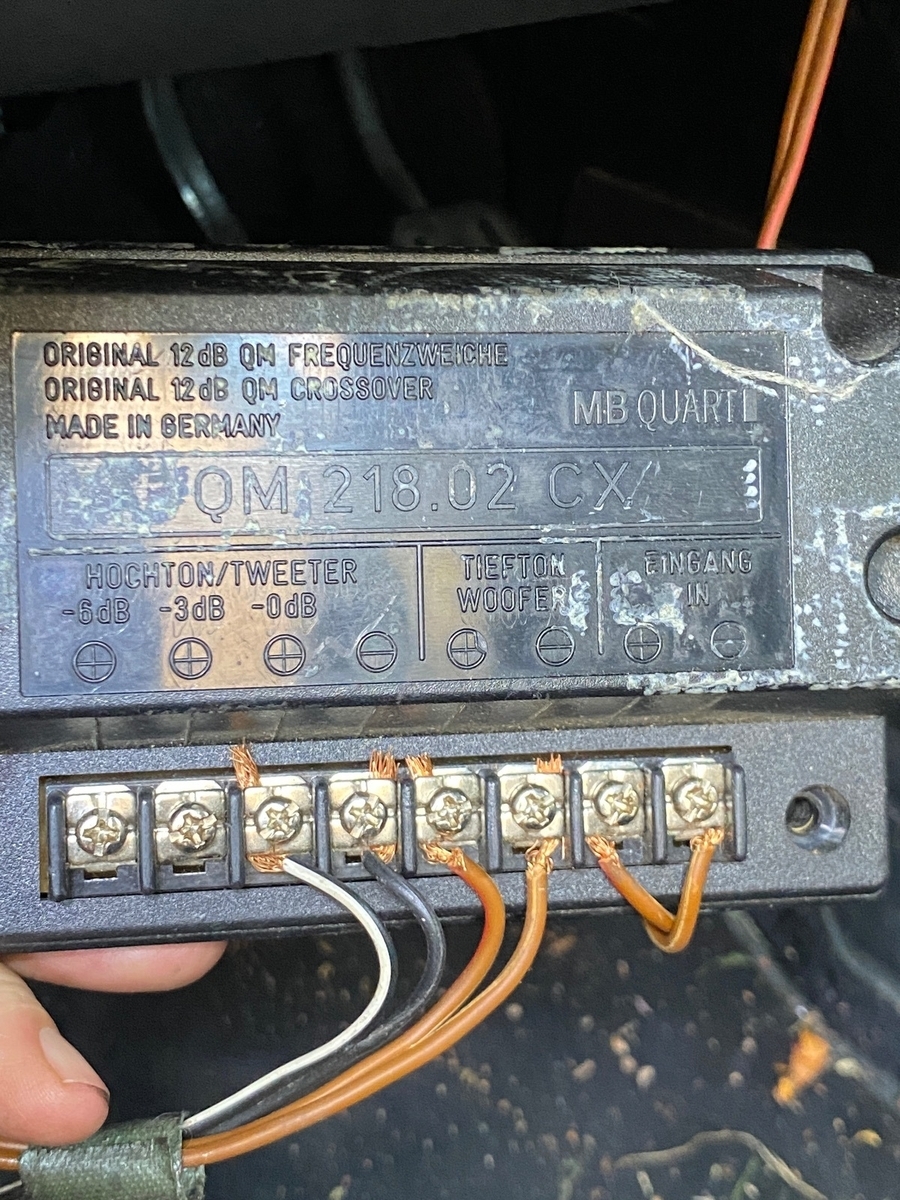 ORIGINAL 12dB QM FREQUENZWEICHE
ORIGINAL 12dB QM CROSSOVER
MADE IN GERMANY
MB QUART
QM 218.02 CX
HOCHTON/TWEETER
-6dB -3dB -0dB
TIEFTON
WOOFER
EINGANG
IN